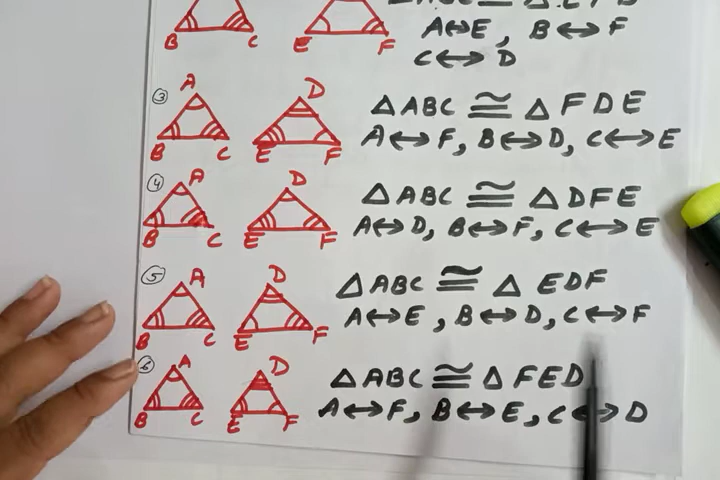 A↔E, B↔F
B C E F
C↔D
③ A D △ABC ≅ △FDE
A↔F, B↔D, C↔E
B C E F
④ A D △ABC ≅ △DFE
B C E F A↔D, B↔F, C↔E
⑤ A D △ABC ≅ △EDF
A↔E, B↔D, C↔F
B C E F
⑥ A D △ABC ≅ △FED
B C E F A↔F, B↔E, C↔D